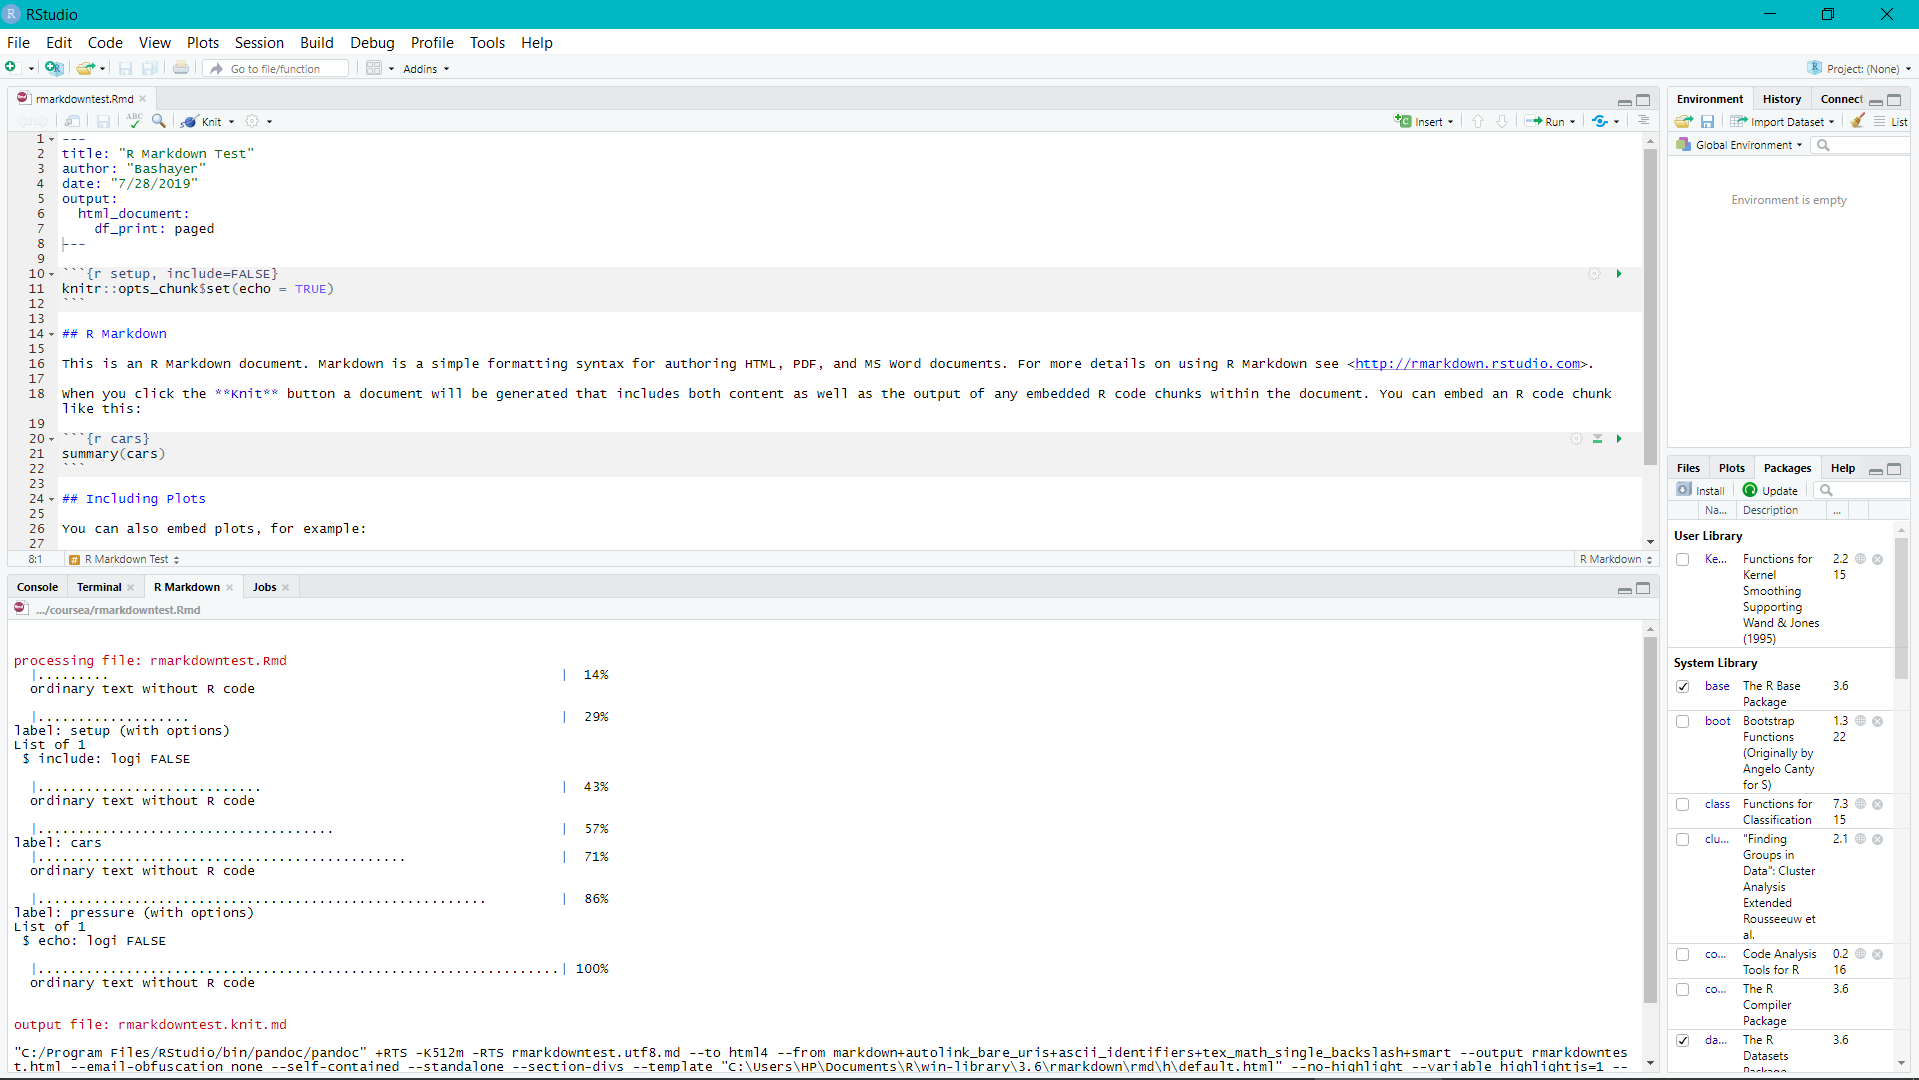 RStudio
File Edit Code View Plots Session Build Debug Profile Tools Help
Go to file/function Addins Project: (None)
rmarkdowntest.Rmd
ABC Knit Insert Run
1 ---
2 title: "R Markdown Test"
3 author: "Bashayer"
4 date: "7/28/2019"
5 output:
6 html_document:
7 df_print: paged
8 ---
9
10 ```{r setup, include=FALSE}
11 knitr::opts_chunk$set(echo = TRUE)
12 ```
13
14 ## R Markdown
15
16 This is an R Markdown document. Markdown is a simple formatting syntax for authoring HTML, PDF, and MS Word documents. For more details on using R Markdown see <http://rmarkdown.rstudio.com>.
17
18 When you click the **Knit** button a document will be generated that includes both content as well as the output of any embedded R code chunks within the document. You can embed an R code chunk
like this:
19
20 ```{r cars}
21 summary(cars)
22 ```
23
24 ## Including Plots
25
26 You can also embed plots, for example:
27
8:1 R Markdown Test R Markdown
Console Terminal R Markdown Jobs
.../coursea/rmarkdowntest.Rmd
processing file: rmarkdowntest.Rmd
|......... | 14%
ordinary text without R code
|................... | 29%
label: setup (with options)
List of 1
$ include: logi FALSE
|............................ | 43%
ordinary text without R code
|..................................... | 57%
label: cars
|.............................................. | 71%
ordinary text without R code
|........................................................ | 86%
label: pressure (with options)
List of 1
$ echo: logi FALSE
|.................................................................| 100%
ordinary text without R code
output file: rmarkdowntest.knit.md
"C:/Program Files/RStudio/bin/pandoc/pandoc" +RTS -K512m -RTS rmarkdowntest.utf8.md --to html4 --from markdown+autolink_bare_uris+ascii_identifiers+tex_math_single_backslash+smart --output rmarkdowntes
t.html --email-obfuscation none --self-contained --standalone --section-divs --template "C:\Users\HP\Documents\R\win-library\3.6\rmarkdown\rmd\h\default.html" --no-highlight --variable highlightjs=1 --
Environment History Connect
Import Dataset List
Global Environment
Environment is empty
Files Plots Packages Help
Install Update
Na... Description ...
User Library
Ke... Functions for 2.2
Kernel 15
Smoothing
Supporting
Wand & Jones
(1995)
System Library
base The R Base 3.6
Package
boot Bootstrap 1.3
Functions 22
(Originally by
Angelo Canty
for S)
class Functions for 7.3
Classification 15
clu... "Finding 2.1
Groups in
Data": Cluster
Analysis
Extended
Rousseeuw et
al.
co... Code Analysis 0.2
Tools for R 16
co... The R 3.6
Compiler
Package
da... The R 3.6
Datasets
Package